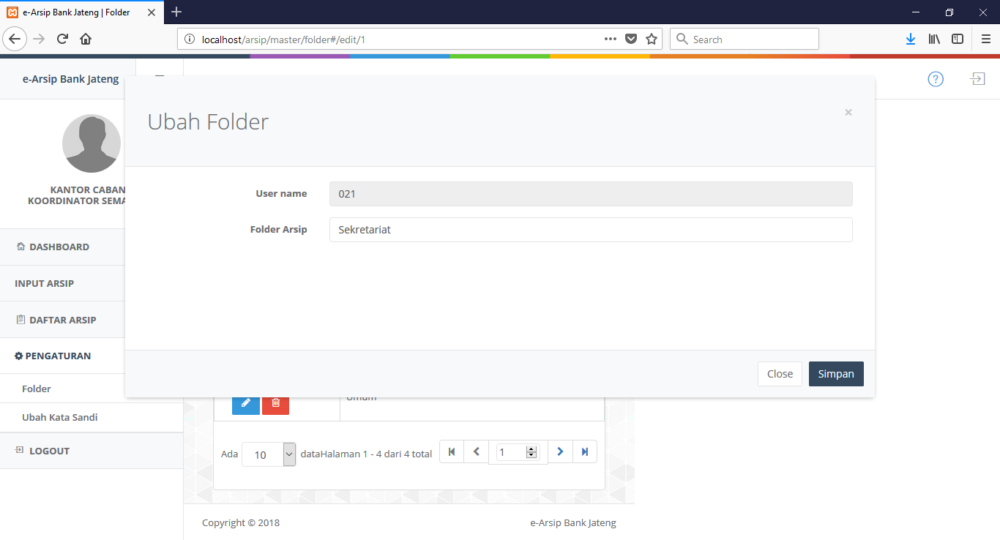 e-Arsip Bank Jateng | Folder
localhost/arsip/master/folder#/edit/1
Search
e-Arsip Bank Jateng
Ubah Folder
KANTOR CABAN
KOORDINATOR SEMA
User name
021
Folder Arsip
Sekretariat
DASHBOARD
INPUT ARSIP
DAFTAR ARSIP
PENGATURAN
Folder
Ubah Kata Sandi
LOGOUT
Close
Simpan
Umum
Ada 10 dataHalaman 1 - 4 dari 4 total 1
Copyright © 2018
e-Arsip Bank Jateng